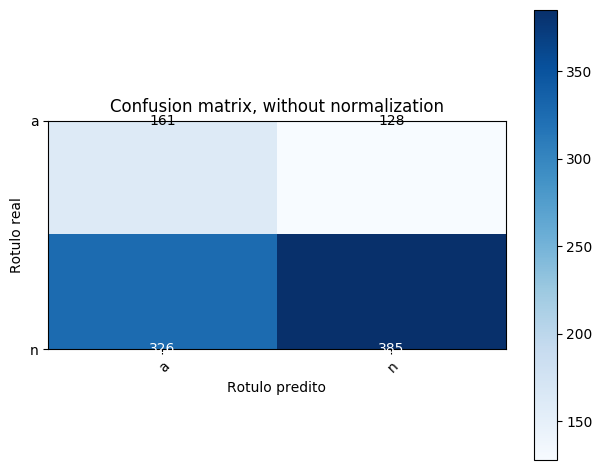 Confusion matrix, without normalization
a
161
128
Rotulo real
n
326
385
a
n
Rotulo predito
350
300
250
200
150